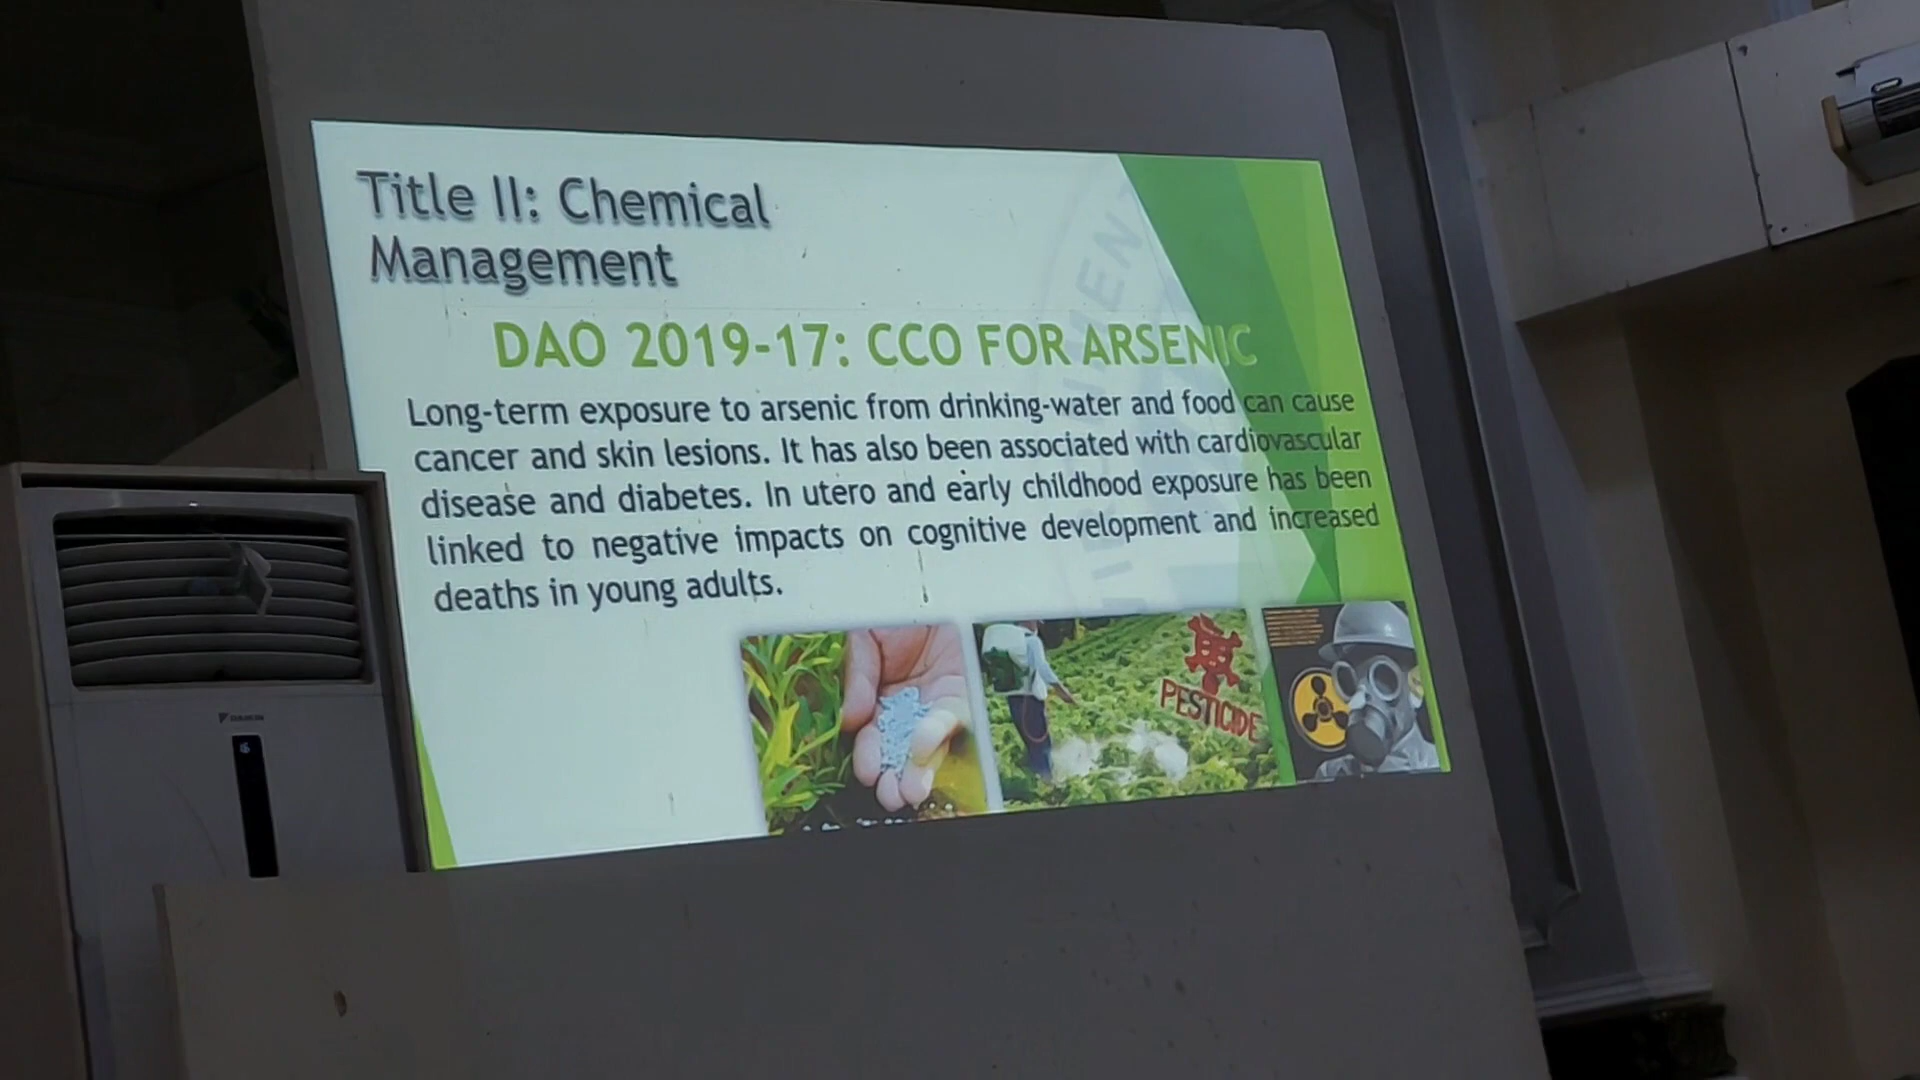 Title II: Chemical
Management
DAO 2019-17: CCO FOR ARSENIC
Long-term exposure to arsenic from drinking-water and food can cause
cancer and skin lesions. It has also been associated with cardiovascular
disease and diabetes. In utero and early childhood exposure has been
linked to negative impacts on cognitive development and increased
deaths in young adults.
PESTICIDE
DAIKIN